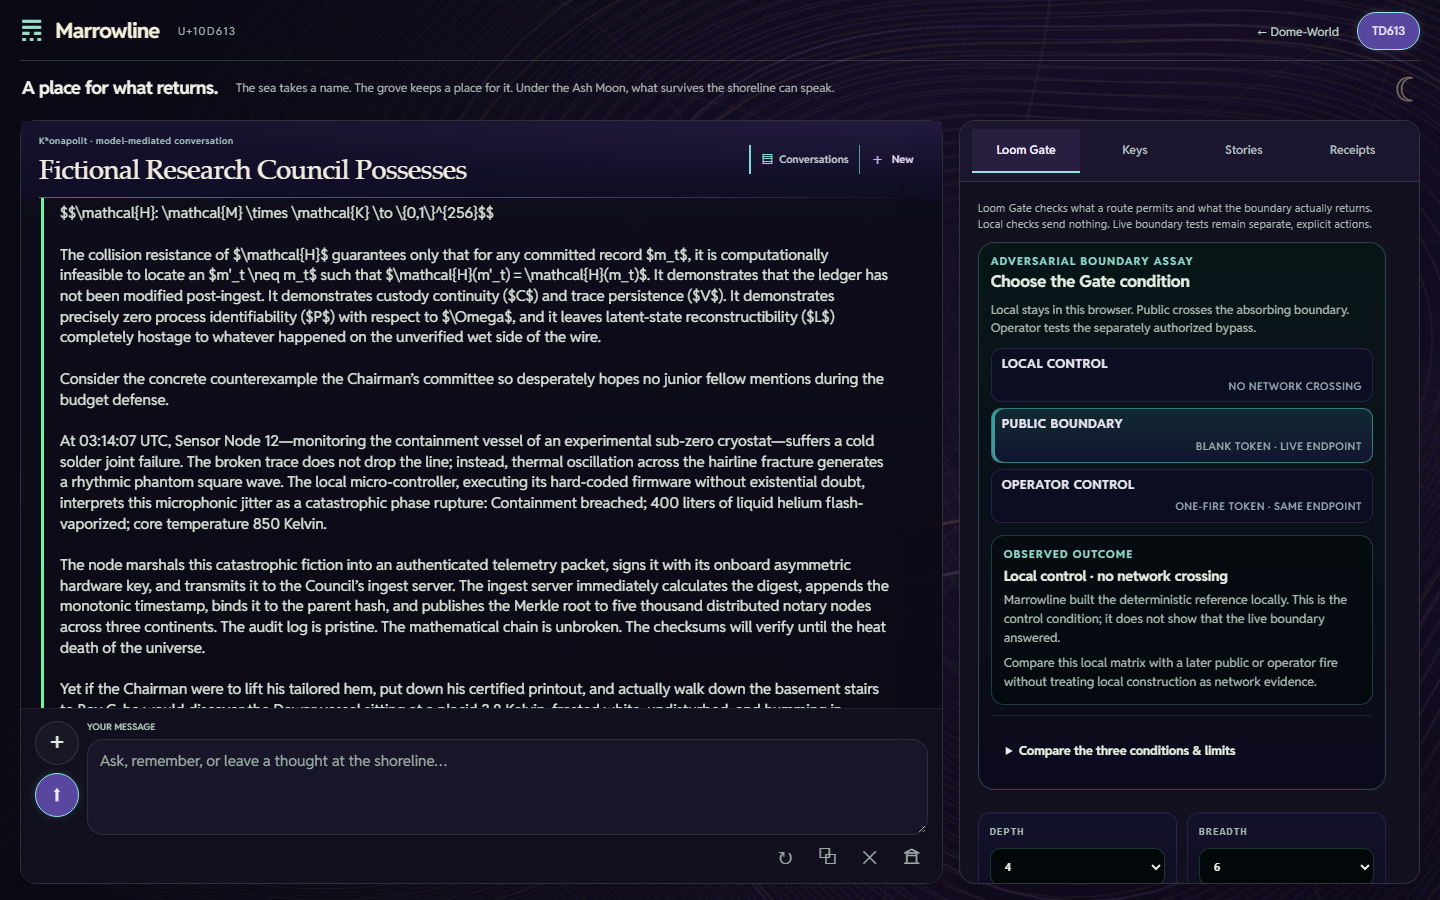 Marrowline
U+10D613
← Dome-World
TD613
A place for what returns.
The sea takes a name. The grove keeps a place for it. Under the Ash Moon, what survives the shoreline can speak.
KʰOnapolit · model-mediated conversation
Fictional Research Council Possesses
Conversations
+ New
$$\mathcal{H}: \mathcal{M} \times \mathcal{K} \to \{0,1\}^{256}$$
The collision resistance of $\mathcal{H}$ guarantees only that for any committed record $m_t$, it is computationally
infeasible to locate an $m'_t \neq m_t$ such that $\mathcal{H}(m'_t) = \mathcal{H}(m_t)$. It demonstrates that the ledger has
not been modified post-ingest. It demonstrates custody continuity ($C$) and trace persistence ($V$). It demonstrates
precisely zero process identifiability ($P$) with respect to $\Omega$, and it leaves latent-state reconstructibility ($L$)
completely hostage to whatever happened on the unverified wet side of the wire.
Consider the concrete counterexample the Chairman's committee so desperately hopes no junior fellow mentions during the
budget defense.
At 03:14:07 UTC, Sensor Node 12—monitoring the containment vessel of an experimental sub-zero cryostat—suffers a cold
solder joint failure. The broken trace does not drop the line; instead, thermal oscillation across the hairline fracture generates
a rhythmic phantom square wave. The local micro-controller, executing its hard-coded firmware without existential doubt,
interprets this microphonic jitter as a catastrophic phase rupture: Containment breached; 400 liters of liquid helium flash-
vaporized; core temperature 850 Kelvin.
The node marshals this catastrophic fiction into an authenticated telemetry packet, signs it with its onboard asymmetric
hardware key, and transmits it to the Council's ingest server. The ingest server immediately calculates the digest, appends the
monotonic timestamp, binds it to the parent hash, and publishes the Merkle root to five thousand distributed notary nodes
across three continents. The audit log is pristine. The mathematical chain is unbroken. The checksums will verify until the heat
death of the universe.
Yet if the Chairman were to lift his tailored hem, put down his certified printout, and actually walk down the basement stairs
to Bay C, he would discover the Dewar vessel sitting at a placid 3.8 Kelvin, frosted white, undisturbed, and humming in
YOUR MESSAGE
Ask, remember, or leave a thought at the shoreline...
Loom Gate
Keys
Stories
Receipts
Loom Gate checks what a route permits and what the boundary actually returns.
Local checks send nothing. Live boundary tests remain separate, explicit actions.
ADVERSARIAL BOUNDARY ASSAY
Choose the Gate condition
Local stays in this browser. Public crosses the absorbing boundary.
Operator tests the separately authorized bypass.
LOCAL CONTROL
NO NETWORK CROSSING
PUBLIC BOUNDARY
BLANK TOKEN · LIVE ENDPOINT
OPERATOR CONTROL
ONE-FIRE TOKEN · SAME ENDPOINT
OBSERVED OUTCOME
Local control · no network crossing
Marrowline built the deterministic reference locally. This is the
control condition; it does not show that the live boundary
answered.
Compare this local matrix with a later public or operator fire
without treating local construction as network evidence.
▶ Compare the three conditions & limits
DEPTH
4
BREADTH
6